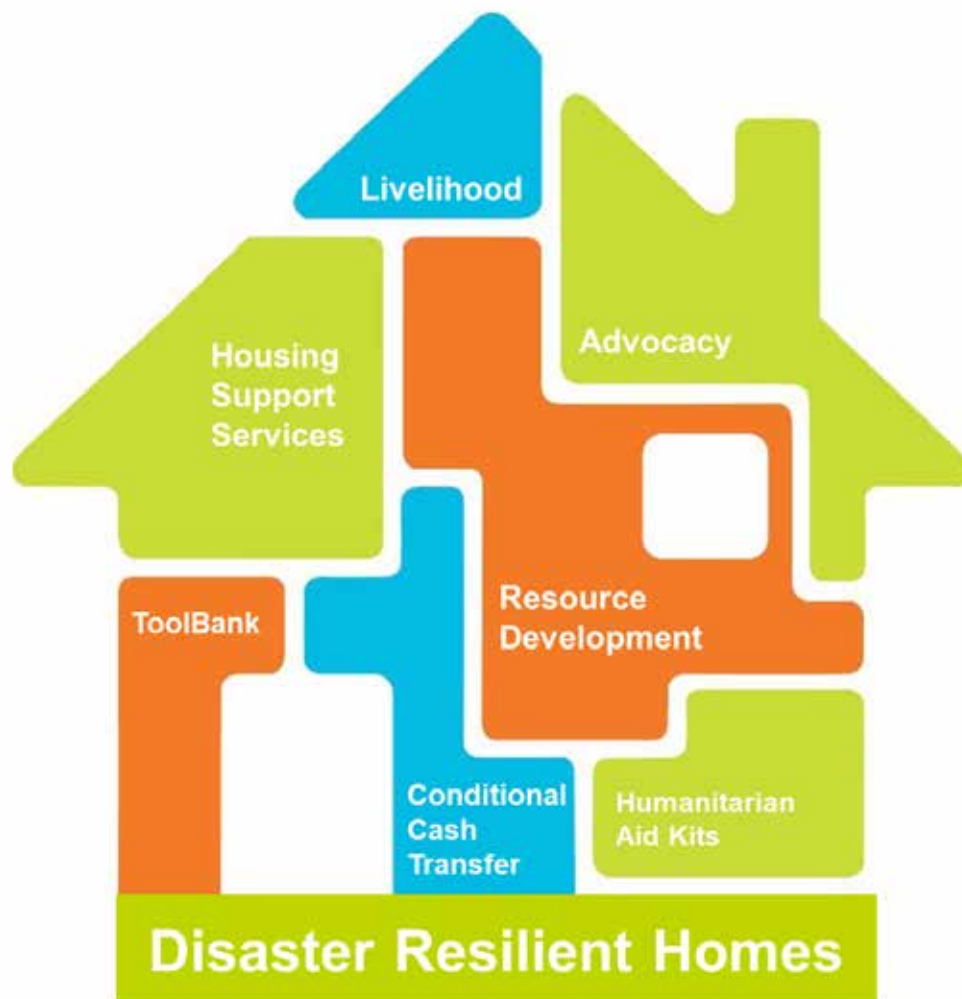 Livelihood
Advocacy
Housing
Support
Services
ToolBank
Resource
Development
Conditional
Cash
Transfer
Humanitarian
Aid Kits
Disaster Resilient Homes